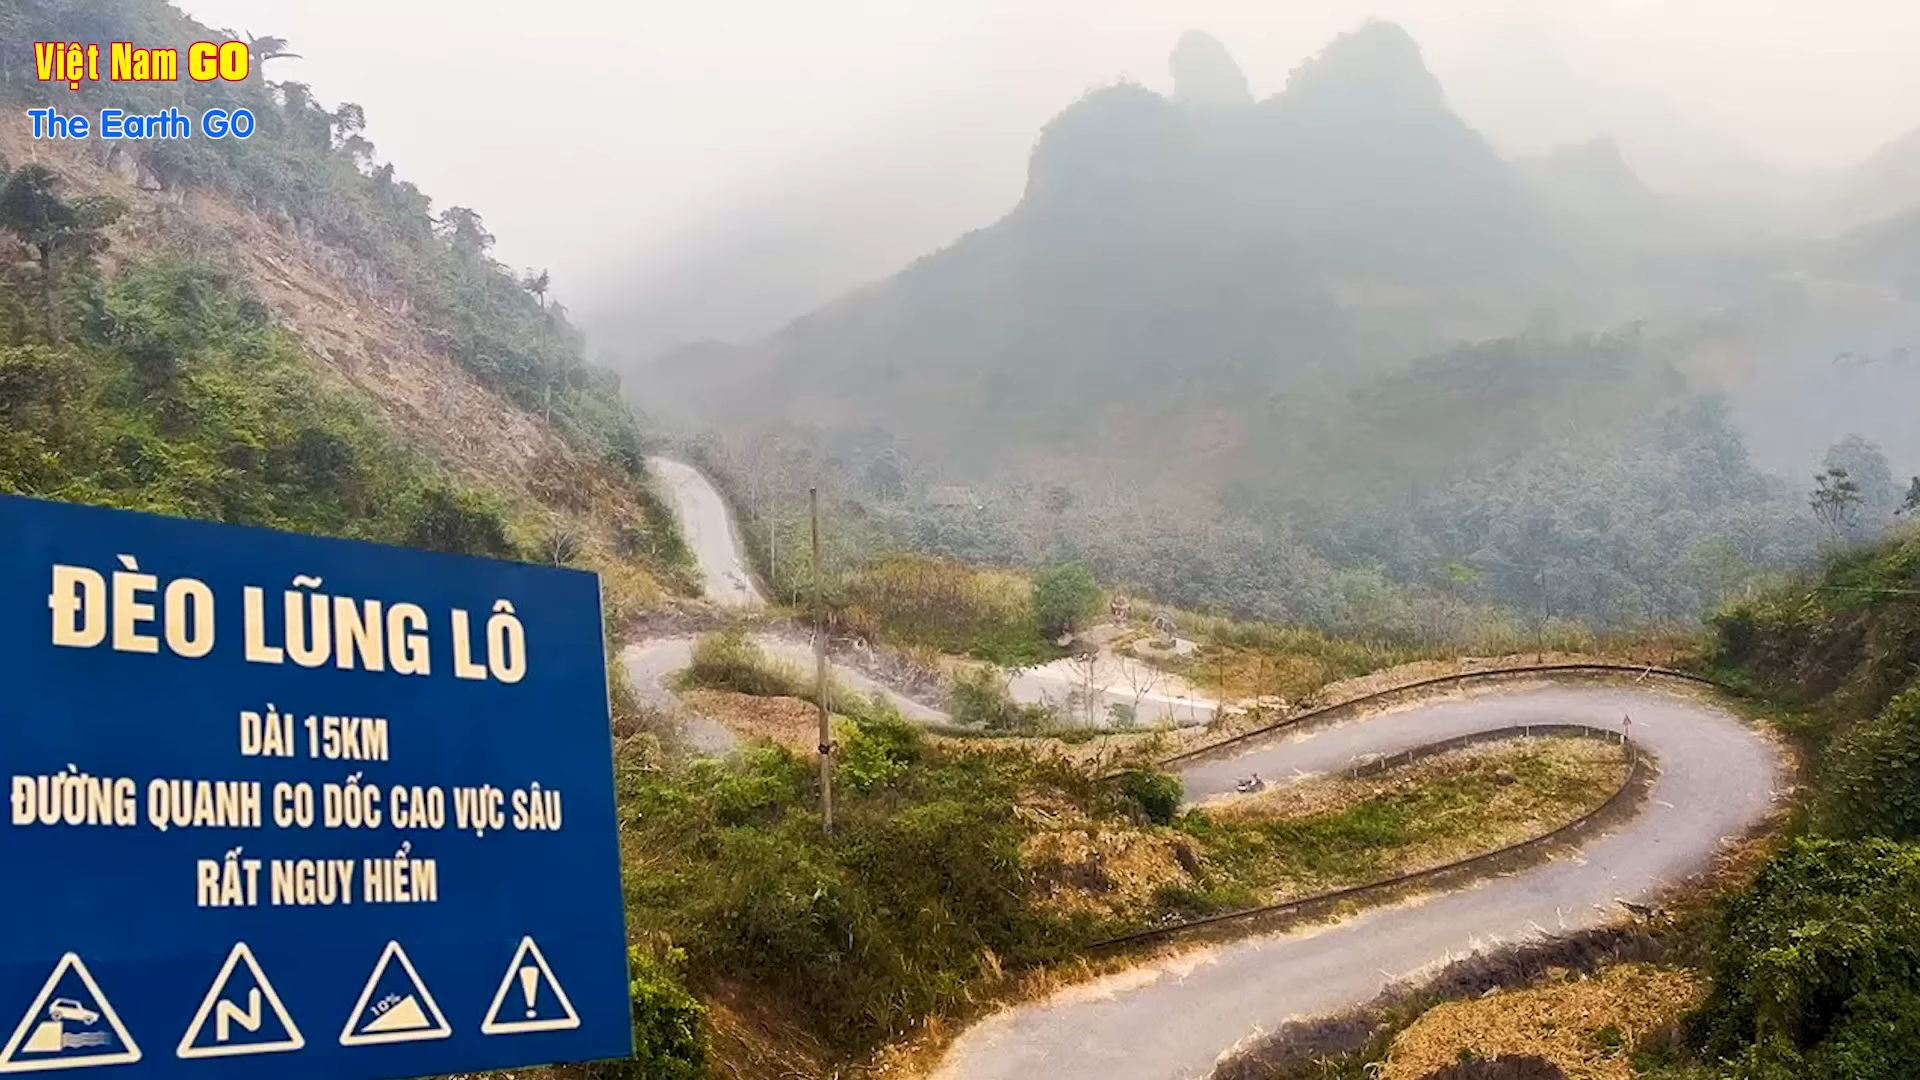 Việt Nam GO
The Earth GO
ĐÈO LŨNG LÔ
DÀI 15KM
ĐƯỜNG QUANH CO DỐC CAO VỰC SÂU
RẤT NGUY HIỂM
10%